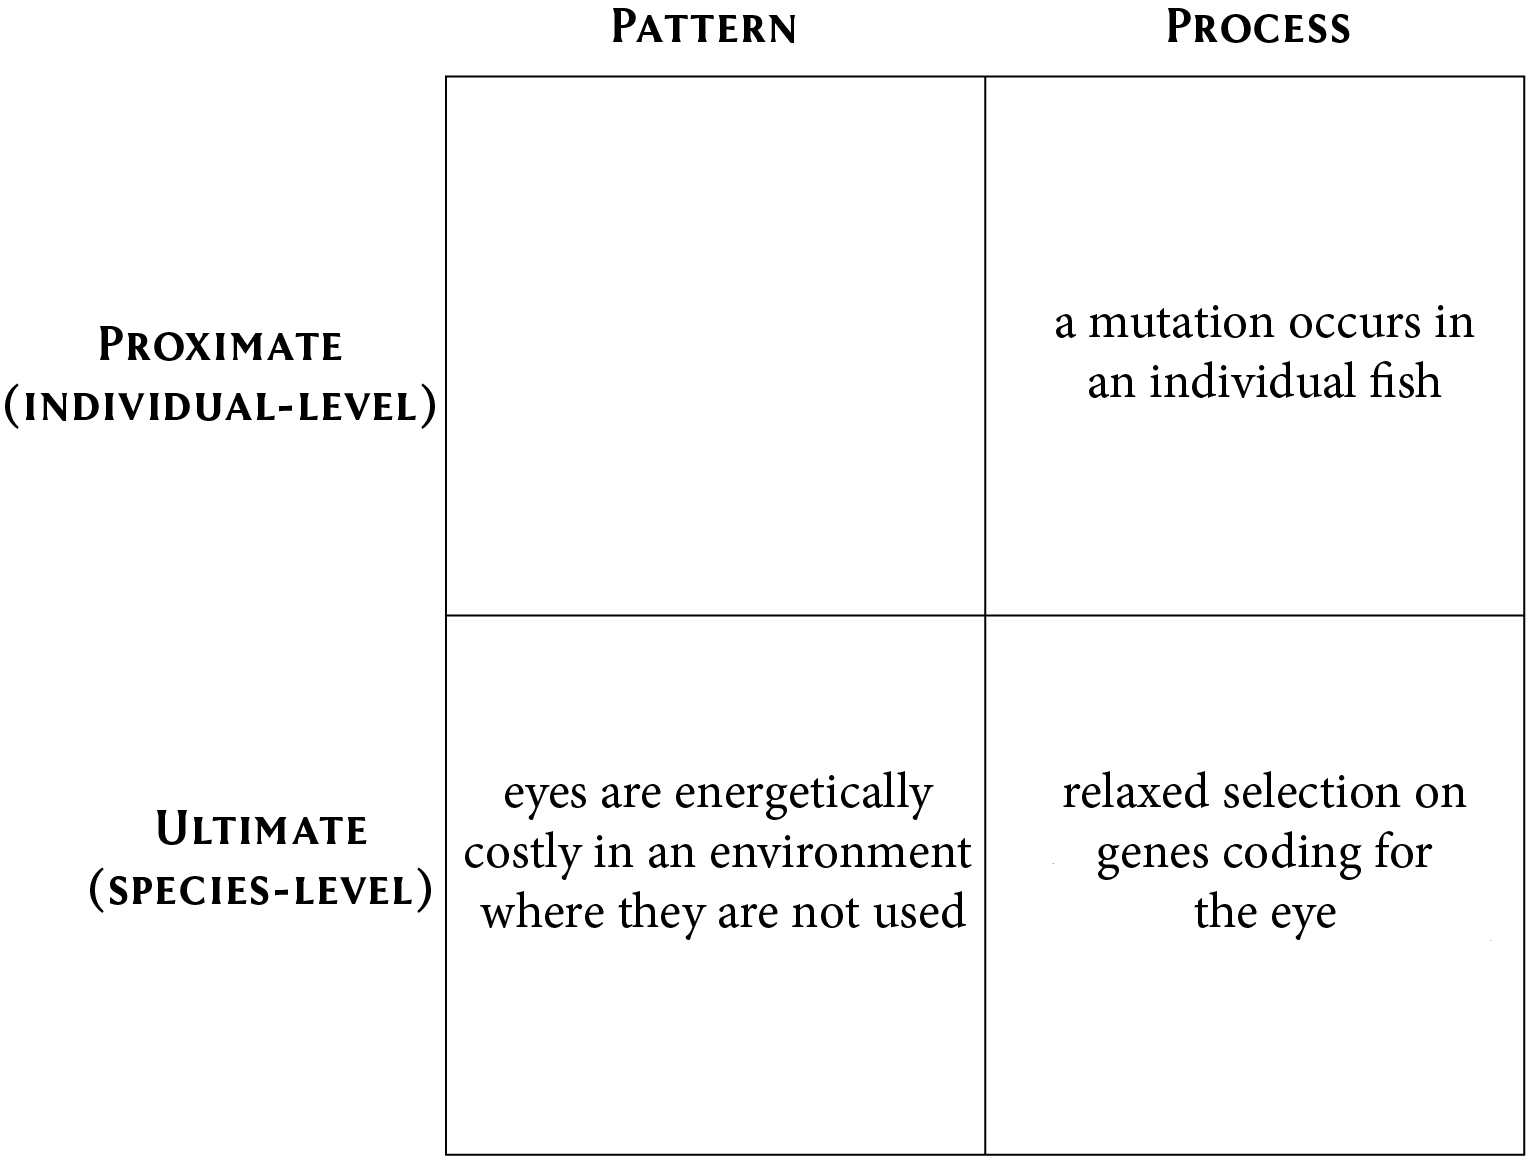 PATTERN
PROCESS
PROXIMATE
(INDIVIDUAL-LEVEL)
a mutation occurs in
an individual fish
ULTIMATE
(SPECIES-LEVEL)
eyes are energetically
costly in an environment
where they are not used
relaxed selection on
genes coding for
the eye